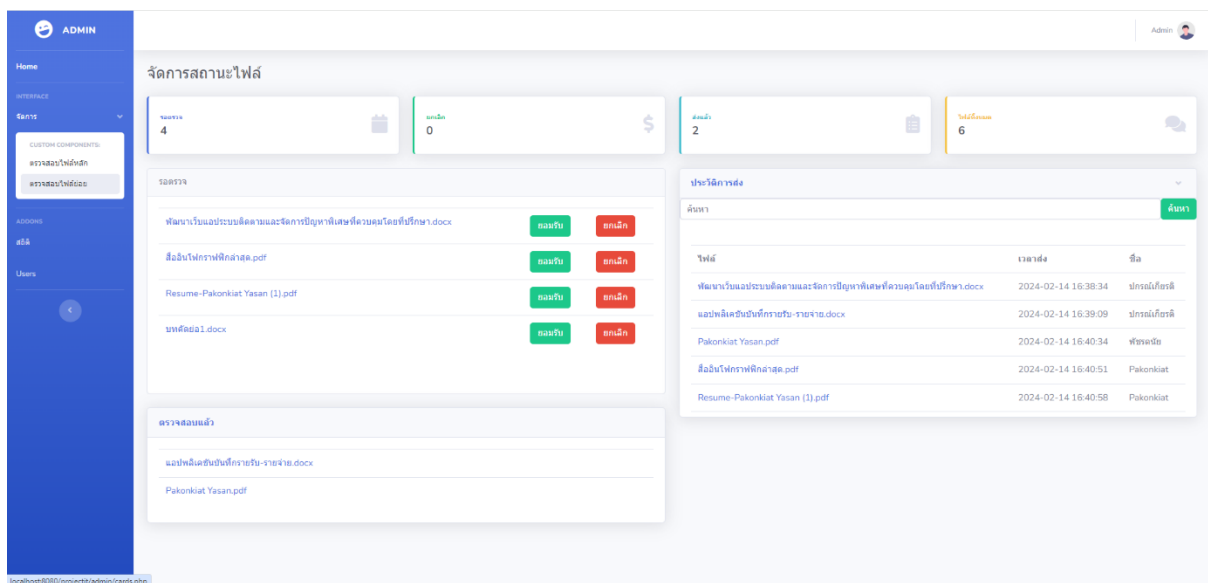 ADMIN
Admin
Home
จัดการสถานะไฟล์
INTERFACE
จัดการ
CUSTOM COMPONENTS:
ตรวจสอบไฟล์หลัก
ตรวจสอบไฟล์ย่อย
ADDONS
สถิติ
Users
รอตรวจ
4
ยกเลิก
0
ส่งแล้ว
2
ไฟล์ทั้งหมด
6
รอตรวจ
พัฒนาเว็บแอประบบติดตามและจัดการปัญหาพิเศษที่ควบคุมโดยที่ปรึกษา.docx ยอมรับ ยกเลิก
สื่ออินโฟกราฟฟิกล่าสุด.pdf ยอมรับ ยกเลิก
Resume-Pakonkiat Yasan (1).pdf ยอมรับ ยกเลิก
บทคัดย่อ1.docx ยอมรับ ยกเลิก
ตรวจสอบแล้ว
แอปพลิเคชันบันทึกรายรับ-รายจ่าย.docx
Pakonkiat Yasan.pdf
ประวัติการส่ง
ค้นหา ค้นหา
ไฟล์ เวลาส่ง ชื่อ
พัฒนาเว็บแอประบบติดตามและจัดการปัญหาพิเศษที่ควบคุมโดยที่ปรึกษา.docx 2024-02-14 16:38:34 ปกรณ์เกียรติ
แอปพลิเคชันบันทึกรายรับ-รายจ่าย.docx 2024-02-14 16:39:09 ปกรณ์เกียรติ
Pakonkiat Yasan.pdf 2024-02-14 16:40:34 พัชรดนัย
สื่ออินโฟกราฟฟิกล่าสุด.pdf 2024-02-14 16:40:51 Pakonkiat
Resume-Pakonkiat Yasan (1).pdf 2024-02-14 16:40:58 Pakonkiat
localhost:8080/projectit/admin/cards.php